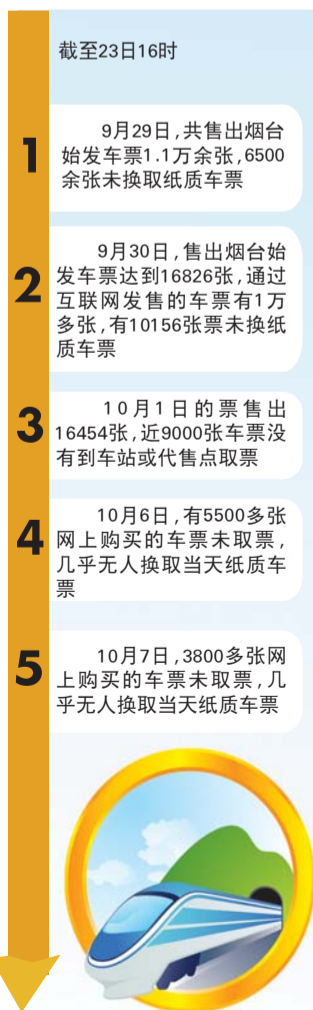 截至23日16时
1
9月29日,共售出烟台
始发车票1.1万余张,6500
余张未换取纸质车票
2
9月30日,售出烟台始
发车票达到16826张,通过
互联网发售的车票有1万
多张,有10156张票未换纸
质车票
3
10月1日的票售出
16454张,近9000张车票没
有到车站或代售点取票
4
10月6日,有5500多张
网上购买的车票未取票,
几乎无人换取当天纸质车
票
5
10月7日,3800多张网
上购买的车票未取票,几
乎无人换取当天纸质车票